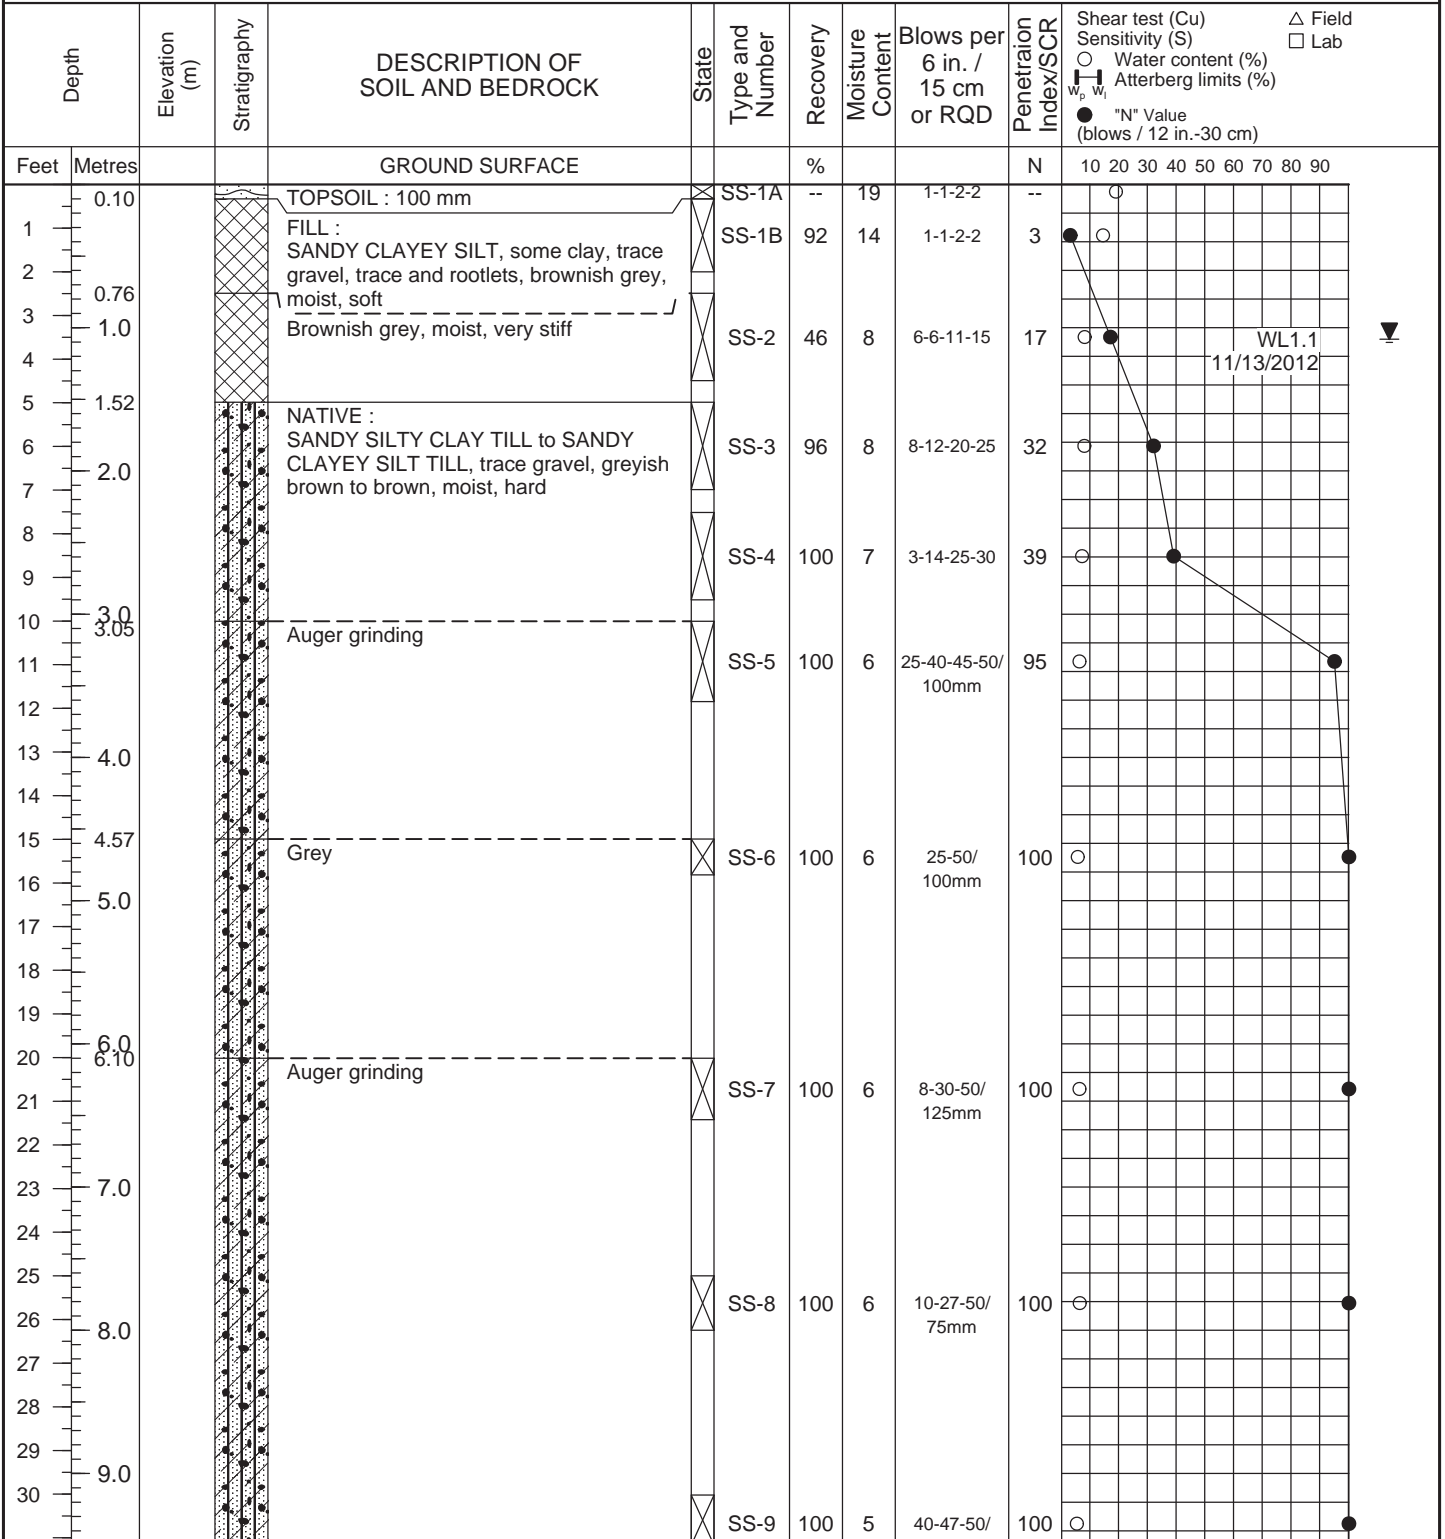 Depth
Elevation (m)
Stratigraphy
DESCRIPTION OF
SOIL AND BEDROCK
State
Type and Number
Recovery
Moisture Content
Blows per
6 in. /
15 cm
or RQD
Penetraion Index/SCR
Shear test (Cu) △ Field
Sensitivity (S) □ Lab
○ Water content (%)
Atterberg limits (%)
Wp Wl
● "N" Value
(blows / 12 in.-30 cm)
Feet Metres GROUND SURFACE % N 10 20 30 40 50 60 70 80 90
0.10 TOPSOIL : 100 mm SS-1A -- 19 1-1-2-2 --
1 FILL : SS-1B 92 14 1-1-2-2 3
SANDY CLAYEY SILT, some clay, trace
2 gravel, trace and rootlets, brownish grey,
0.76 moist, soft
3 1.0 Brownish grey, moist, very stiff SS-2 46 8 6-6-11-15 17 WL1.1
4 11/13/2012
5 1.52 NATIVE :
6 SANDY SILTY CLAY TILL to SANDY SS-3 96 8 8-12-20-25 32
2.0 CLAYEY SILT TILL, trace gravel, greyish
7 brown to brown, moist, hard
8
9 SS-4 100 7 3-14-25-30 39
3.0
10 3.05 Auger grinding
11 SS-5 100 6 25-40-45-50/ 95
100mm
12
13 4.0
14
15 4.57 Grey SS-6 100 6 25-50/ 100
16 100mm
5.0
17
18
19
6.0
20 6.10 Auger grinding
21 SS-7 100 6 8-30-50/ 100
125mm
22
23 7.0
24
25
26 SS-8 100 6 10-27-50/ 100
75mm
8.0
27
28
29
9.0
30
SS-9 100 5 40-47-50/ 100